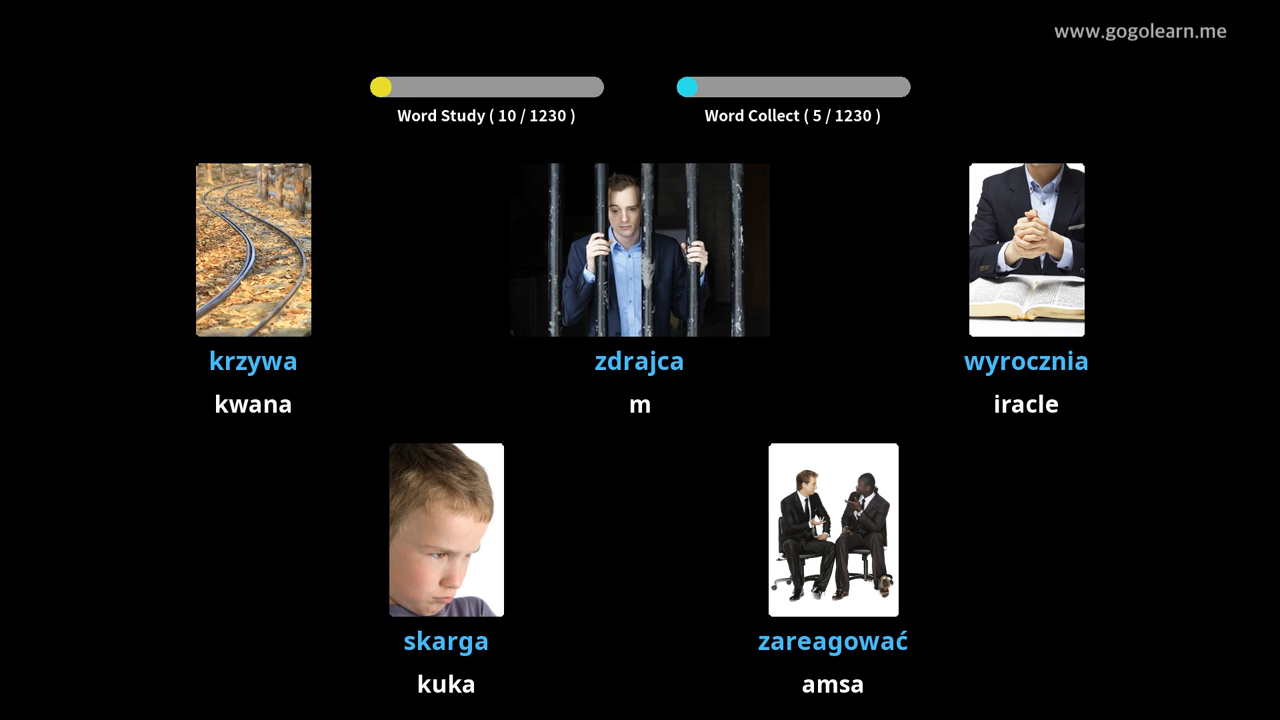 www.gogolearn.me
Word Study ( 10 / 1230 )
Word Collect ( 5 / 1230 )
krzywa
zdrajca
wyrocznia
kwana
m
iracle
skarga
zareagować
kuka
amsa